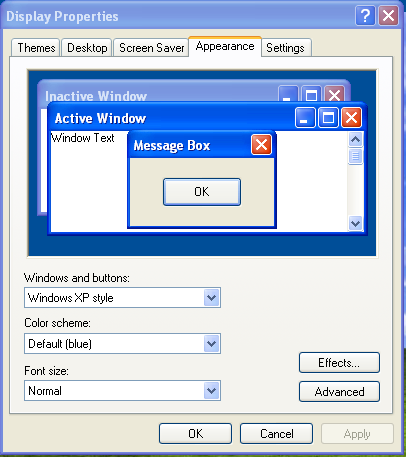 Display Properties
Themes Desktop Screen Saver Appearance Settings
Inactive Window
Active Window
Window Text
Message Box
OK
Windows and buttons:
Windows XP style
Color scheme:
Default (blue)
Effects...
Font size:
Normal
Advanced
OK Cancel Apply